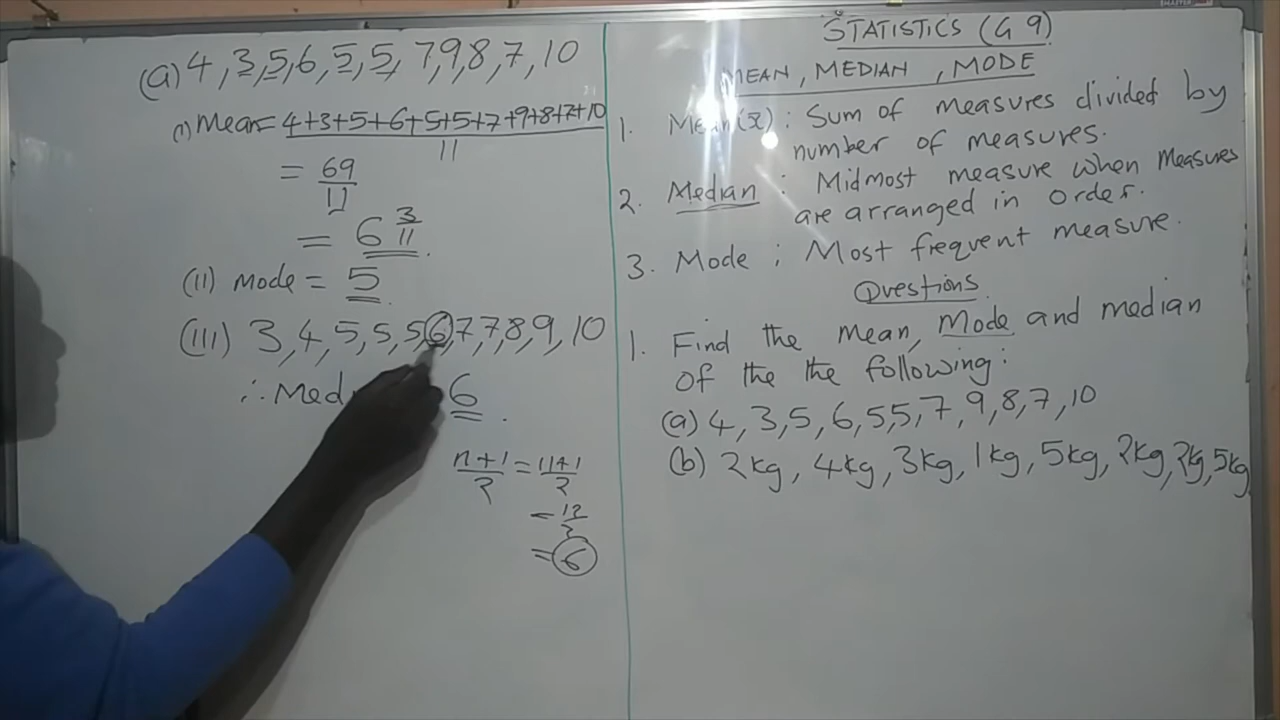 (a) 4, 3, 5, 6, 5, 5, 7, 9, 8, 7, 10
(i) Mean = 4+3+5+6+5+5+7+9+8+7+10
11
= 69
11
= 6 3/11.
(ii) mode = 5.
(iii) 3, 4, 5, 5, 5, 6, 7, 7, 8, 9, 10
∴ Med 6.
n+1 = 11+1
2 2
= 12
2
= 6
STATISTICS (G 9)
MEAN, MEDIAN, MODE
1. Mean (x̄) : Sum of measures divided by
number of measures.
2. Median : Midmost measure when Measures
are arranged in order.
3. Mode ; Most frequent measure.
Questions
1. Find the Mean, Mode and median
of the the following:
(a) 4, 3, 5, 6, 5, 5, 7, 9, 8, 7, 10
(b) 2kg, 4kg, 3kg, 1kg, 5kg, 2kg, 2kg, 5kg